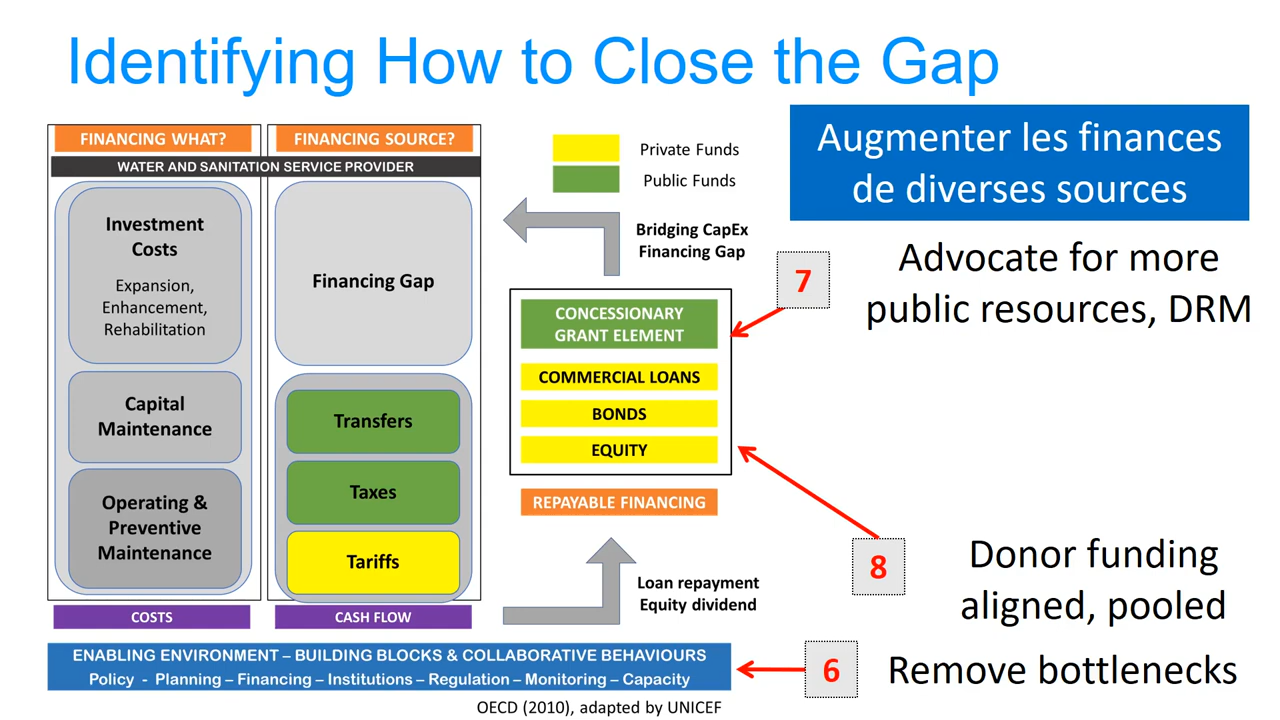 Identifying How to Close the Gap
FINANCING WHAT?
FINANCING SOURCE?
WATER AND SANITATION SERVICE PROVIDER
Investment
Costs
Expansion,
Enhancement,
Rehabilitation
Capital
Maintenance
Operating &
Preventive
Maintenance
COSTS
Financing Gap
Transfers
Taxes
Tariffs
CASH FLOW
Private Funds
Public Funds
Bridging CapEx
Financing Gap
CONCESSIONARY
GRANT ELEMENT
COMMERCIAL LOANS
BONDS
EQUITY
REPAYABLE FINANCING
Loan repayment
Equity dividend
Augmenter les finances
de diverses sources
7
Advocate for more
public resources, DRM
8
Donor funding
aligned, pooled
6
Remove bottlenecks
ENABLING ENVIRONMENT – BUILDING BLOCKS & COLLABORATIVE BEHAVIOURS
Policy - Planning – Financing – Institutions – Regulation – Monitoring – Capacity
OECD (2010), adapted by UNICEF